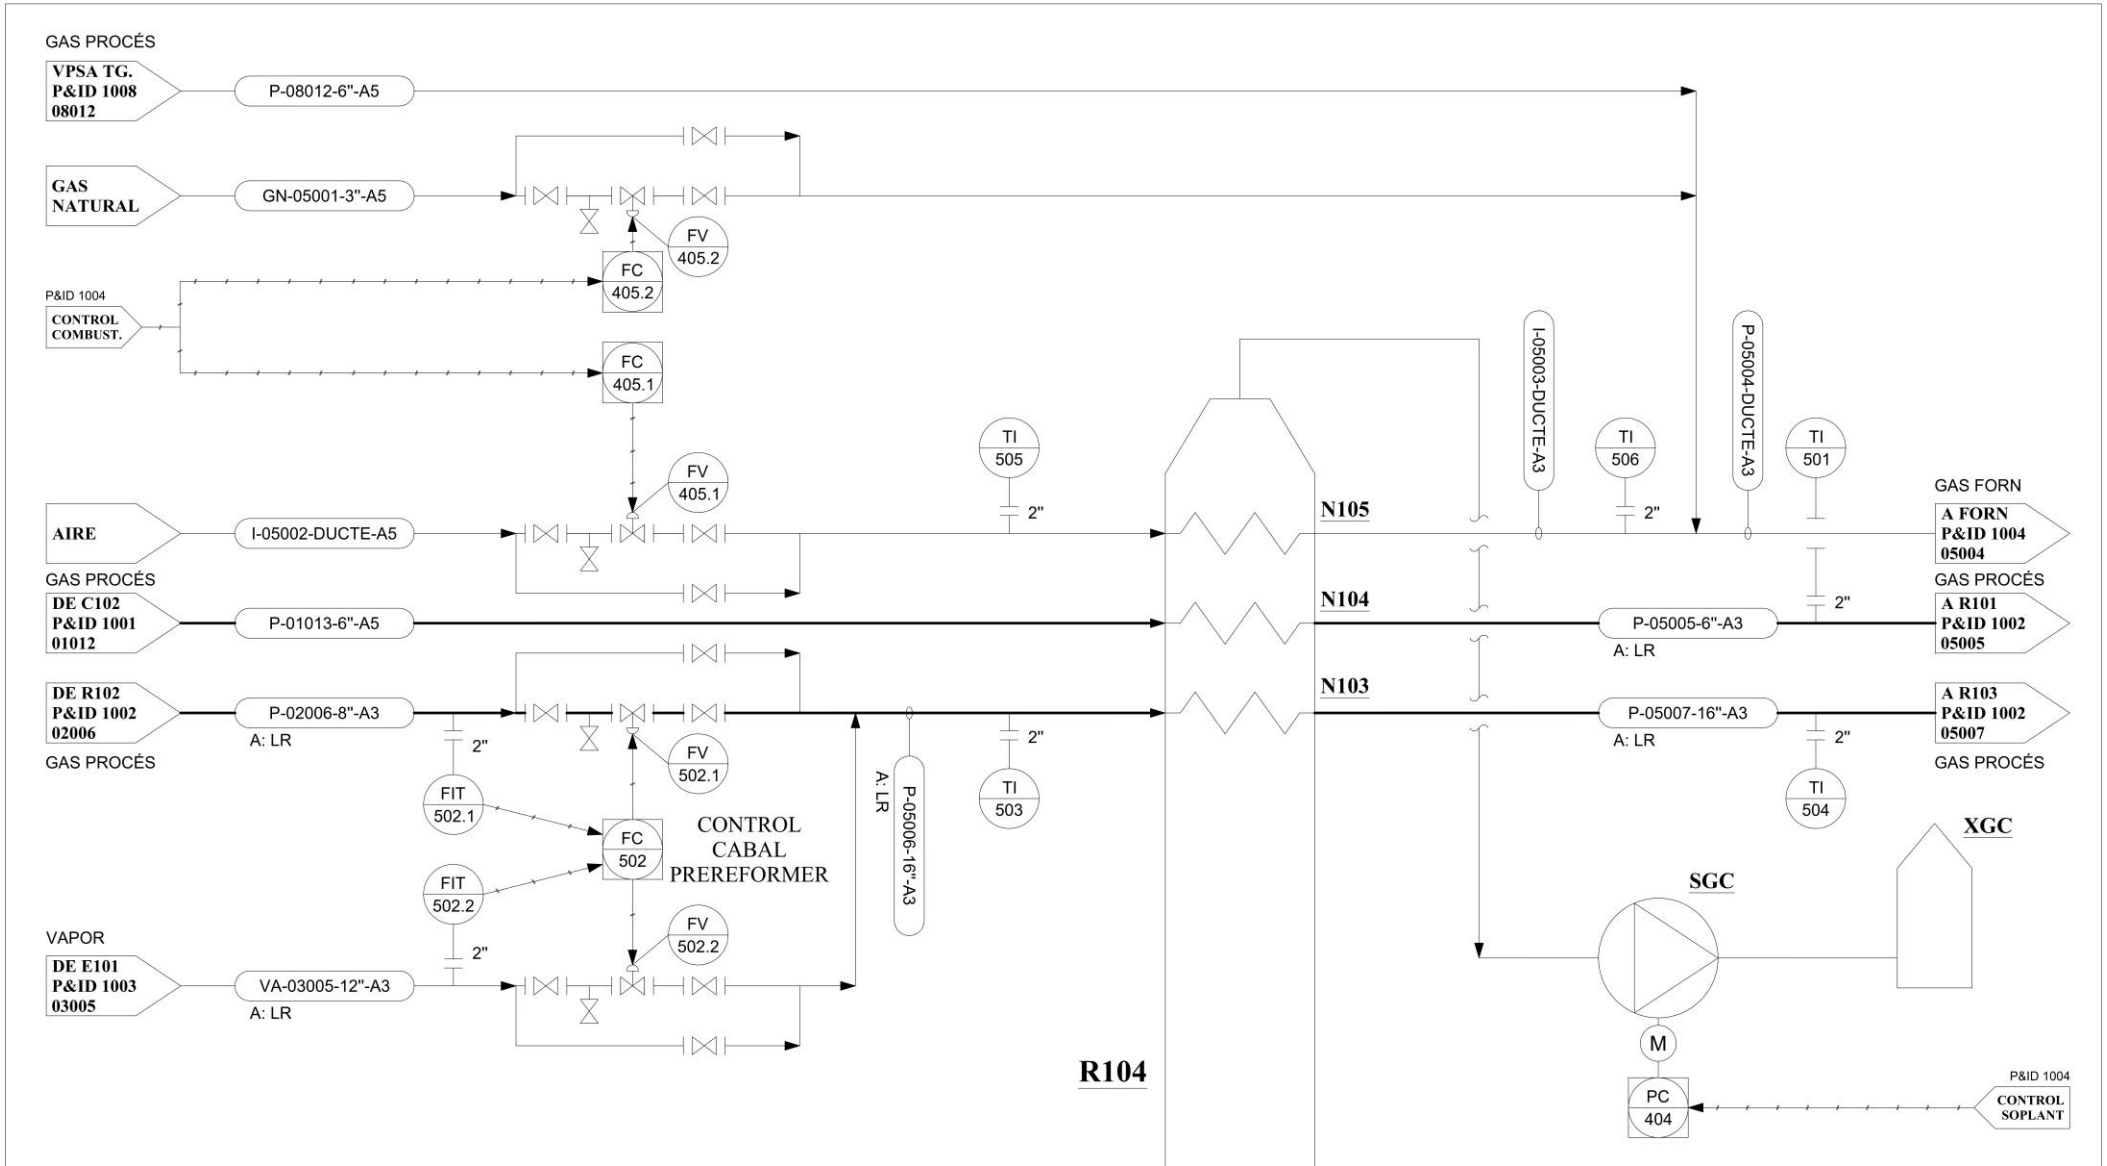 GAS PROCÉS
VPSA TG.
P&ID 1008
08012
P-08012-6"-A5
GAS
NATURAL
GN-05001-3"-A5
FV
405.2
FC
405.2
P&ID 1004
CONTROL
COMBUST.
FC
405.1
FV
405.1
AIRE
I-05002-DUCTE-A5
TI
505
2"
N105
I-05003-DUCTE-A3
TI
506
2"
P-05004-DUCTE-A3
TI
501
2"
GAS FORN
A FORN
P&ID 1004
05004
GAS PROCÉS
DE C102
P&ID 1001
01012
P-01013-6"-A5
N104
P-05005-6"-A3
A: LR
GAS PROCÉS
A R101
P&ID 1002
05005
DE R102
P&ID 1002
02006
GAS PROCÉS
P-02006-8"-A3
A: LR
2"
FV
502.1
FIT
502.1
FC
502
CONTROL
CABAL
PREREFORMER
FIT
502.2
2"
FV
502.2
P-05006-16"-A3
A: LR
2"
TI
503
N103
P-05007-16"-A3
A: LR
2"
TI
504
A R103
P&ID 1002
05007
GAS PROCÉS
VAPOR
DE E101
P&ID 1003
03005
VA-03005-12"-A3
A: LR
R104
SGC
XGC
M
PC
404
P&ID 1004
CONTROL
SOPLANT